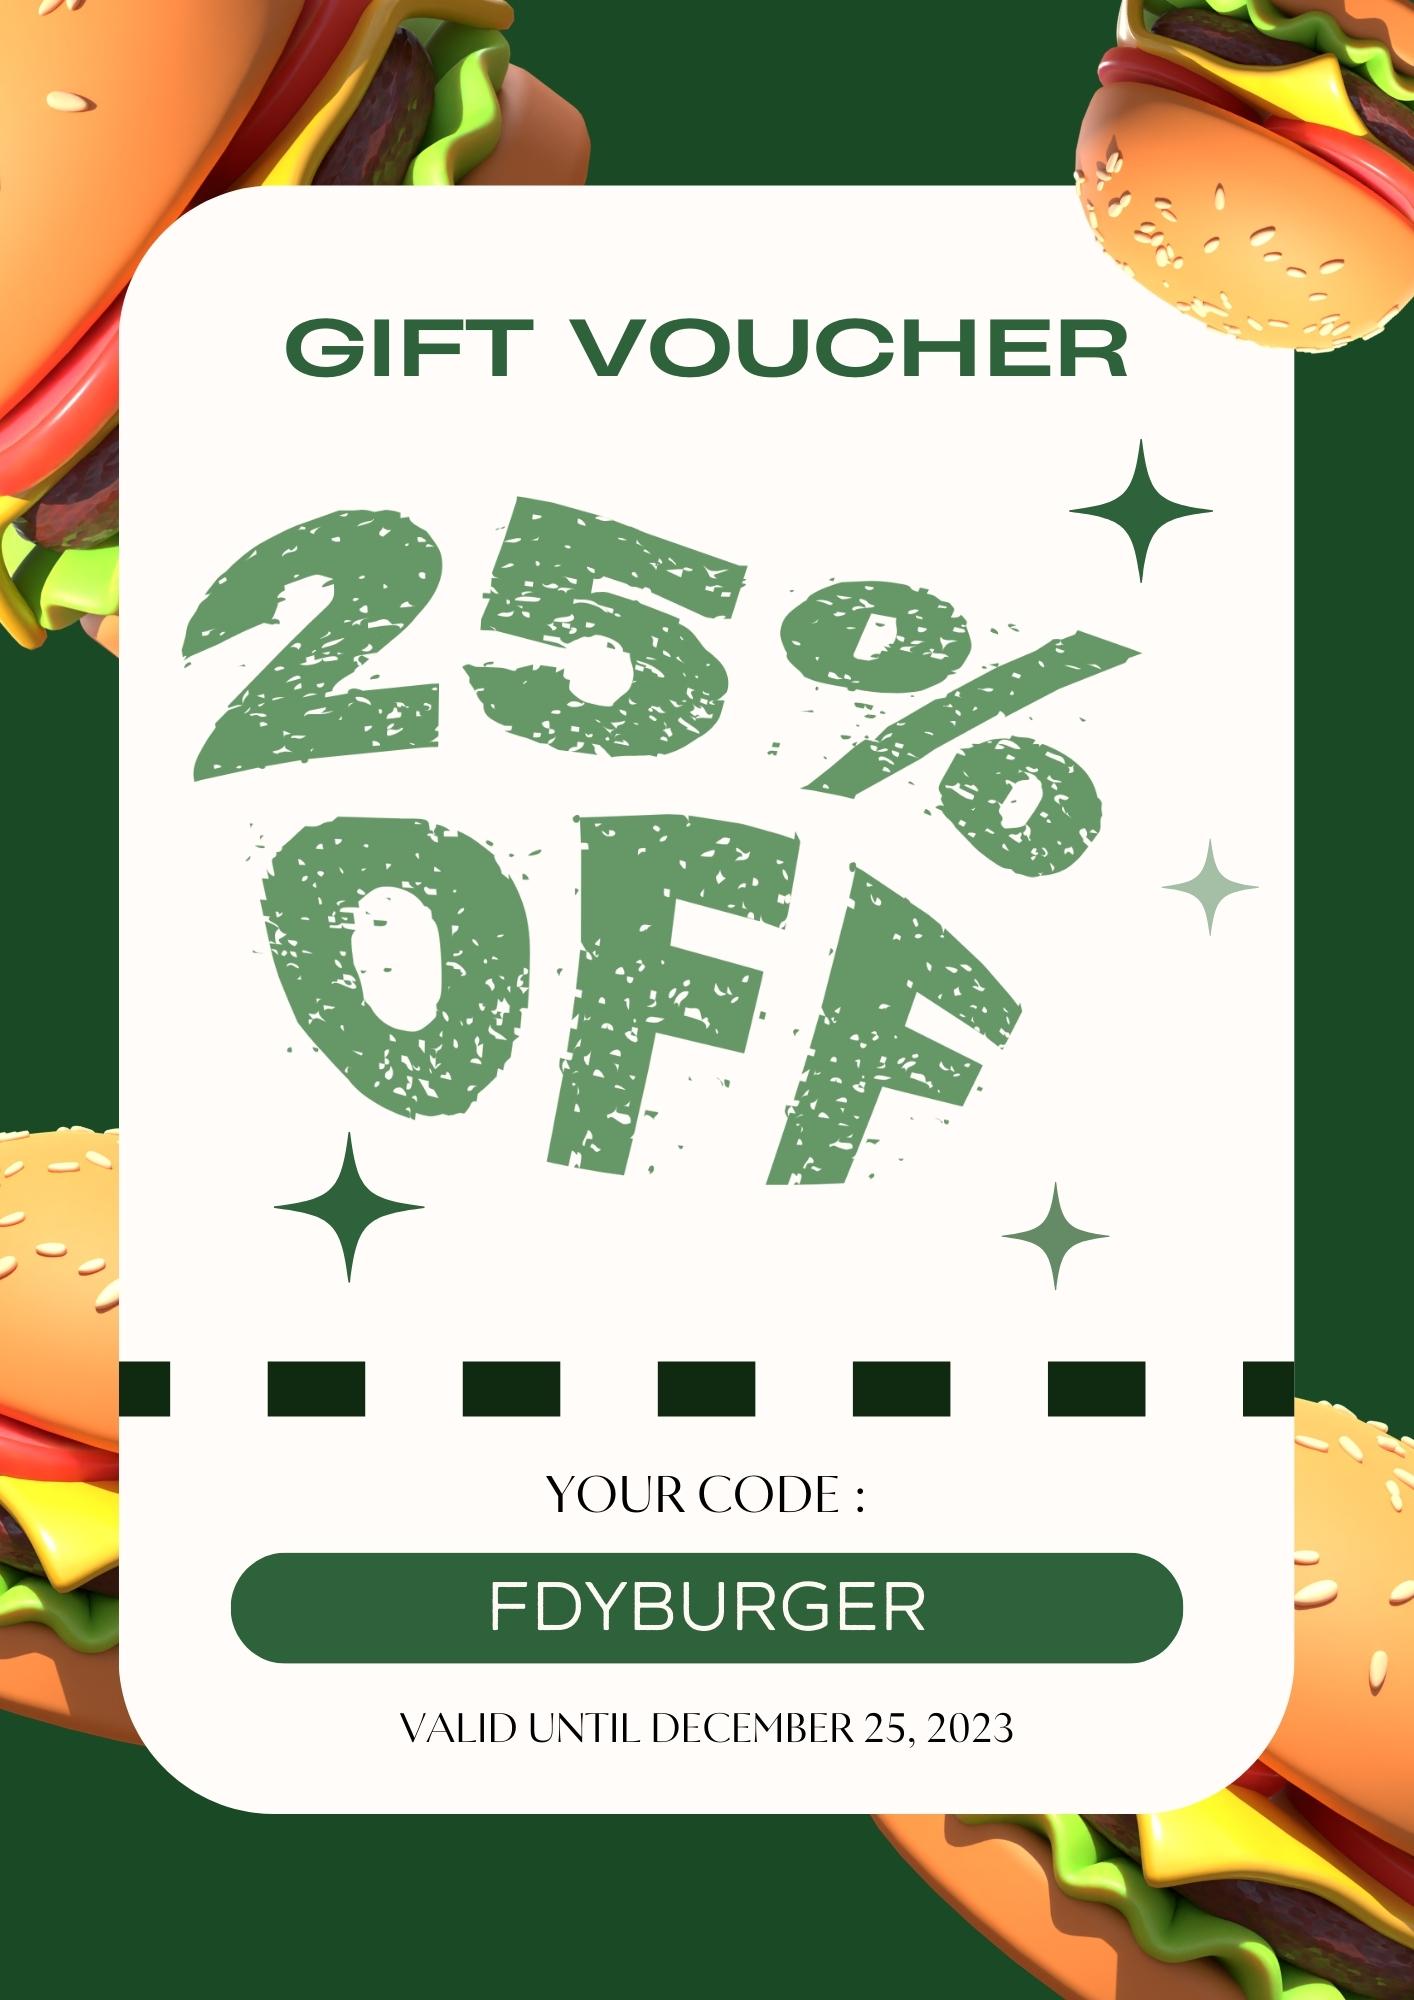 GIFT VOUCHER
25%
OFF
YOUR CODE :
FDYBURGER
VALID UNTIL DECEMBER 25, 2023